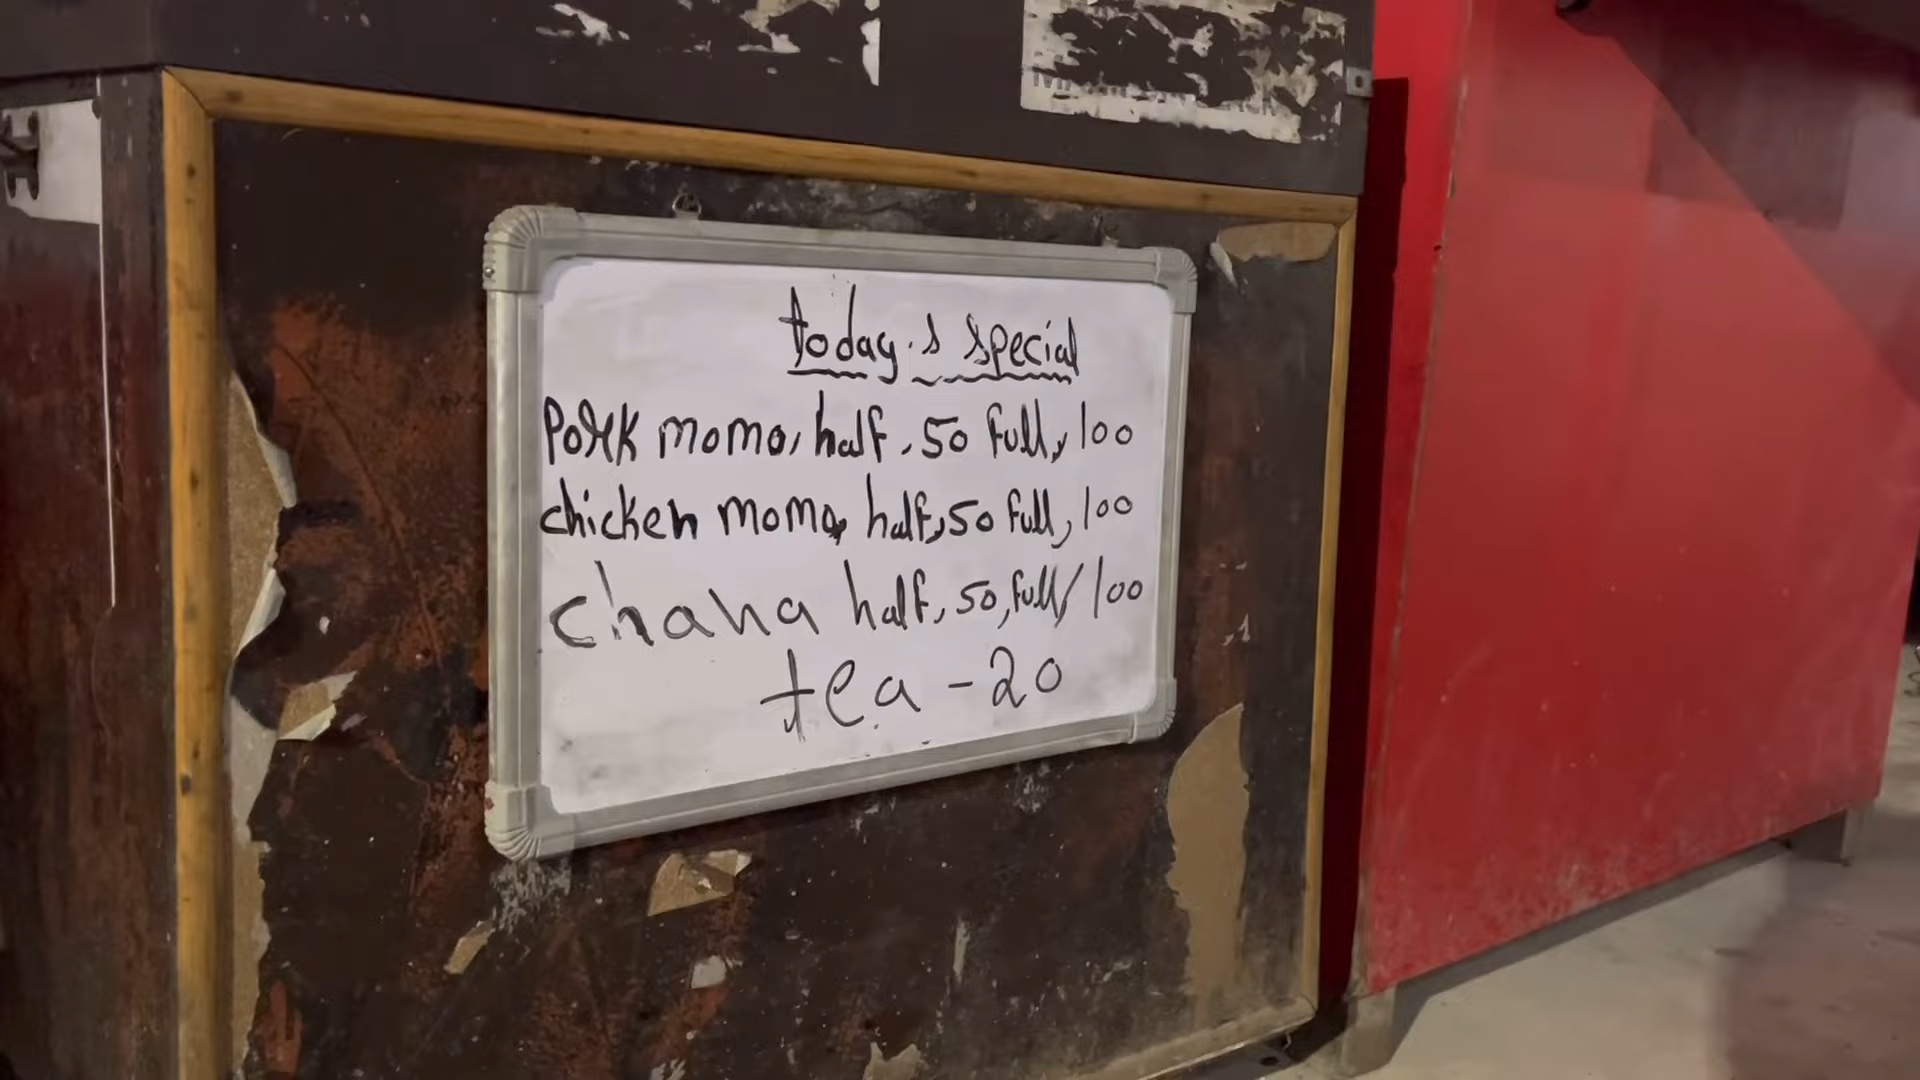 today's special
Pork momo, half, 50 full, 100
chicken momo, half, 50 full, 100
chana half, 50, full/ 100
tea - 20